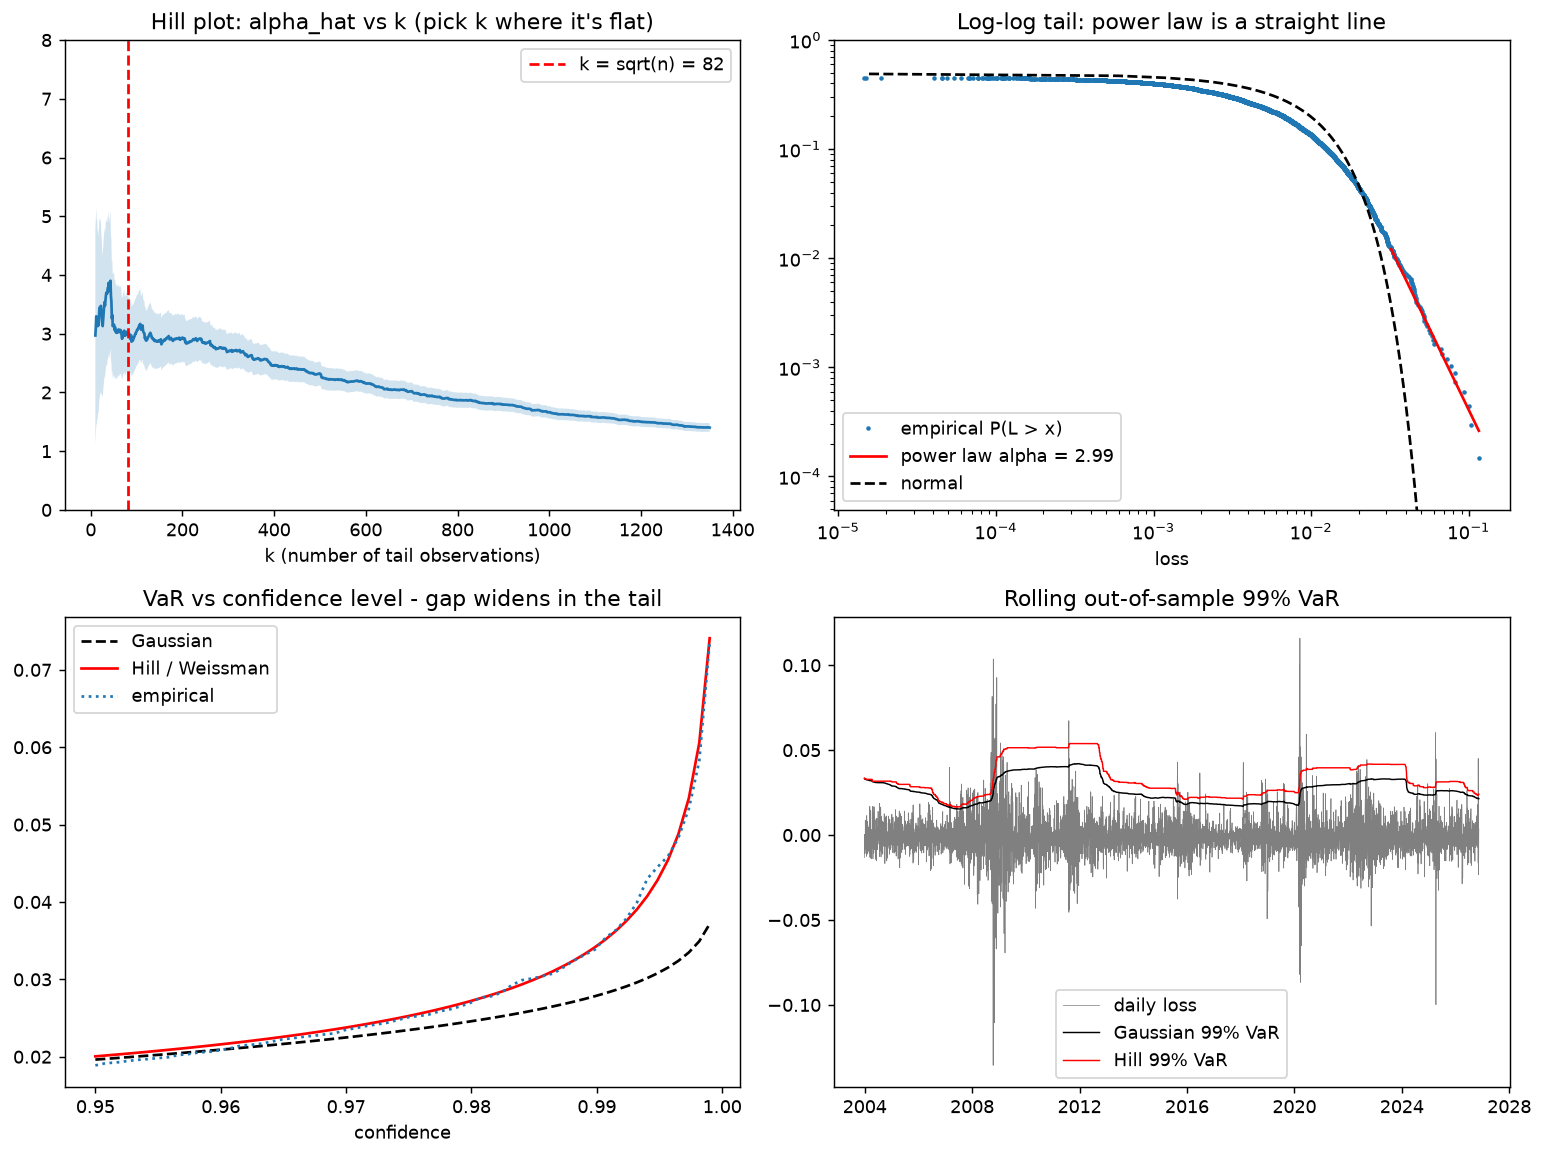 Hill plot: alpha_hat vs k (pick k where it's flat)
8
7
6
5
4
3
2
1
0
k = sqrt(n) = 82
0 200 400 600 800 1000 1200 1400
k (number of tail observations)
Log-log tail: power law is a straight line
10⁰
10⁻¹
10⁻²
10⁻³
10⁻⁴
empirical P(L > x)
power law alpha = 2.99
normal
10⁻⁵ 10⁻⁴ 10⁻³ 10⁻² 10⁻¹
loss
VaR vs confidence level - gap widens in the tail
Gaussian
Hill / Weissman
empirical
0.07
0.06
0.05
0.04
0.03
0.02
0.95 0.96 0.97 0.98 0.99 1.00
confidence
Rolling out-of-sample 99% VaR
0.10
0.05
0.00
−0.05
−0.10
daily loss
Gaussian 99% VaR
Hill 99% VaR
2004 2008 2012 2016 2020 2024 2028